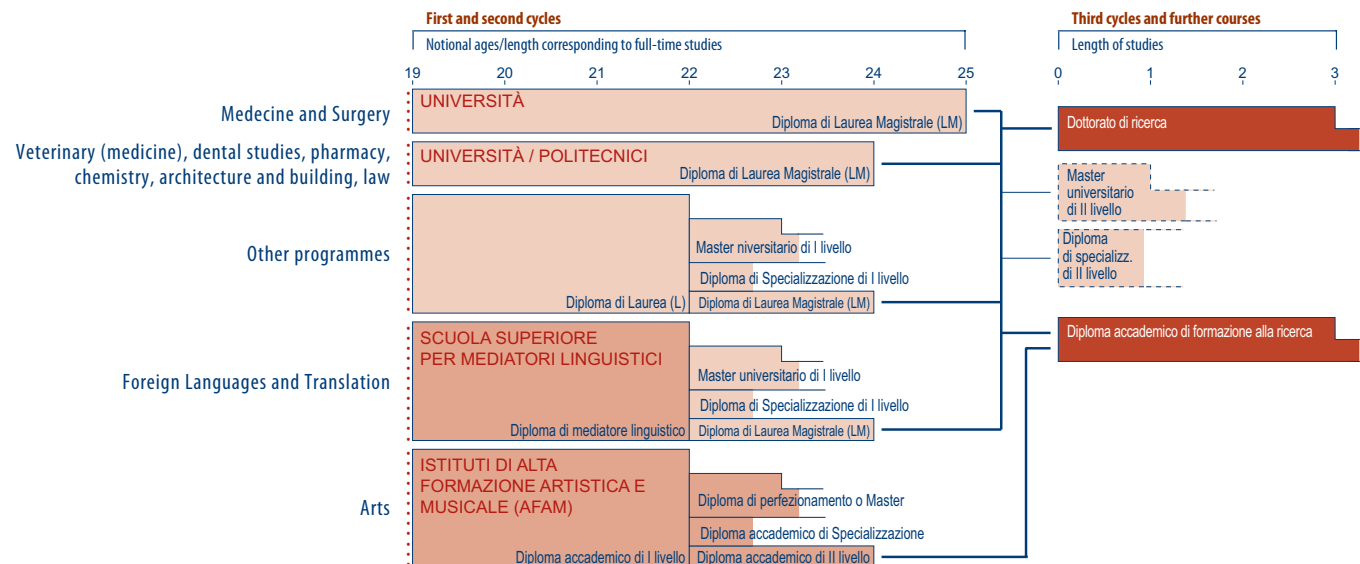 First and second cycles
Third cycles and further courses
Notional ages/length corresponding to full-time studies
Length of studies
19 20 21 22 23 24 25
0 1 2 3
Medecine and Surgery
UNIVERSITÀ
Diploma di Laurea Magistrale (LM)
Dottorato di ricerca
Veterinary (medicine), dental studies, pharmacy,
chemistry, architecture and building, law
UNIVERSITÀ / POLITECNICI
Diploma di Laurea Magistrale (LM)
Master
universitario
di II livello
Other programmes
Master niversitario di I livello
Diploma di Specializzazione di I livello
Diploma di Laurea (L)
Diploma di Laurea Magistrale (LM)
Diploma
di specializz.
di II livello
Foreign Languages and Translation
SCUOLA SUPERIORE
PER MEDIATORI LINGUISTICI
Master universitario di I livello
Diploma di Specializzazione di I livello
Diploma di mediatore linguistico
Diploma di Laurea Magistrale (LM)
Diploma accademico di formazione alla ricerca
Arts
ISTITUTI DI ALTA
FORMAZIONE ARTISTICA E
MUSICALE (AFAM)
Diploma di perfezionamento o Master
Diploma accademico di Specializzazione
Diploma accademico di I livello
Diploma accademico di II livello